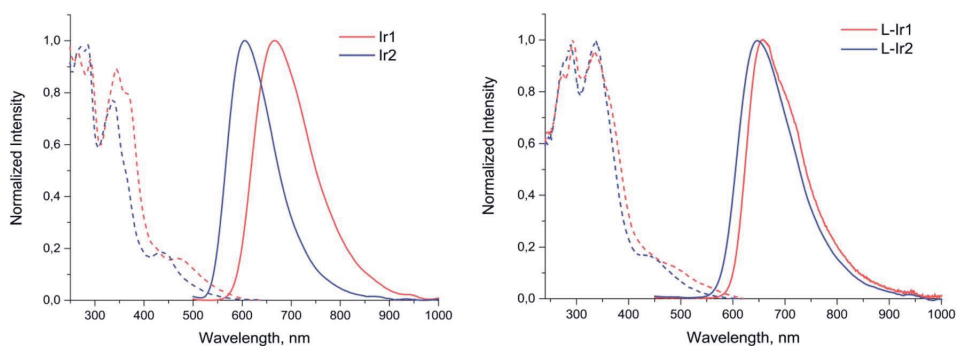 Ir1
Ir2
Normalized Intensity
1,0
0,8
0,6
0,4
0,2
0,0
300 400 500 600 700 800 900 1000
Wavelength, nm
L-Ir1
L-Ir2
Normalized Intensity
1,0
0,8
0,6
0,4
0,2
0,0
300 400 500 600 700 800 900 1000
Wavelength, nm